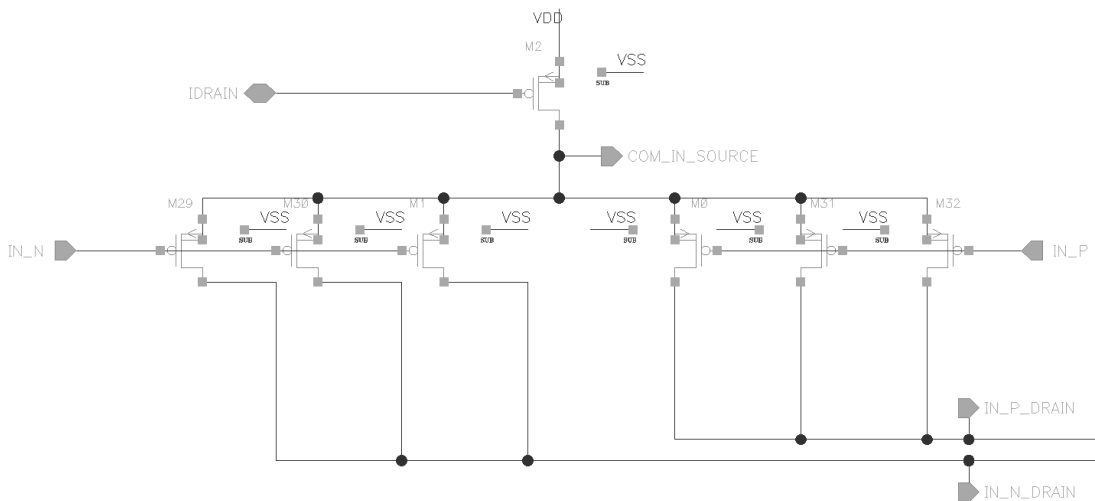 VDD
M2
VSS
SUB
IDRAIN
COM_IN_SOURCE
M29
M30
M1
M0
M31
M32
VSS
VSS
VSS
VSS
VSS
VSS
SUB
SUB
SUB
SUB
SUB
SUB
IN_N
IN_P
IN_P_DRAIN
IN_N_DRAIN